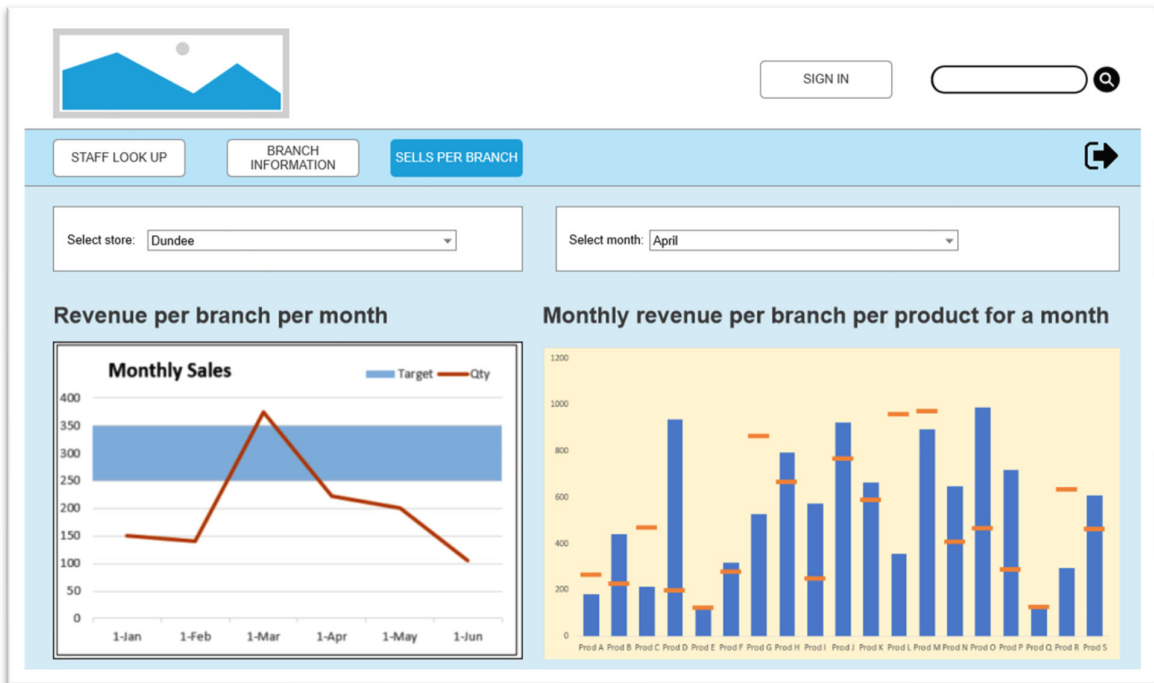 SIGN IN
STAFF LOOK UP
BRANCH
INFORMATION
SELLS PER BRANCH
Select store: Dundee
Select month: April
Revenue per branch per month
Monthly revenue per branch per product for a month
Monthly Sales
Target Qty
400
350
300
250
200
150
100
50
0
1-Jan 1-Feb 1-Mar 1-Apr 1-May 1-Jun
1200
1000
800
600
400
200
0
Prod A Prod B Prod C Prod D Prod E Prod F Prod G Prod H Prod I Prod J Prod K Prod L Prod M Prod N Prod O Prod P Prod Q Prod R Prod S